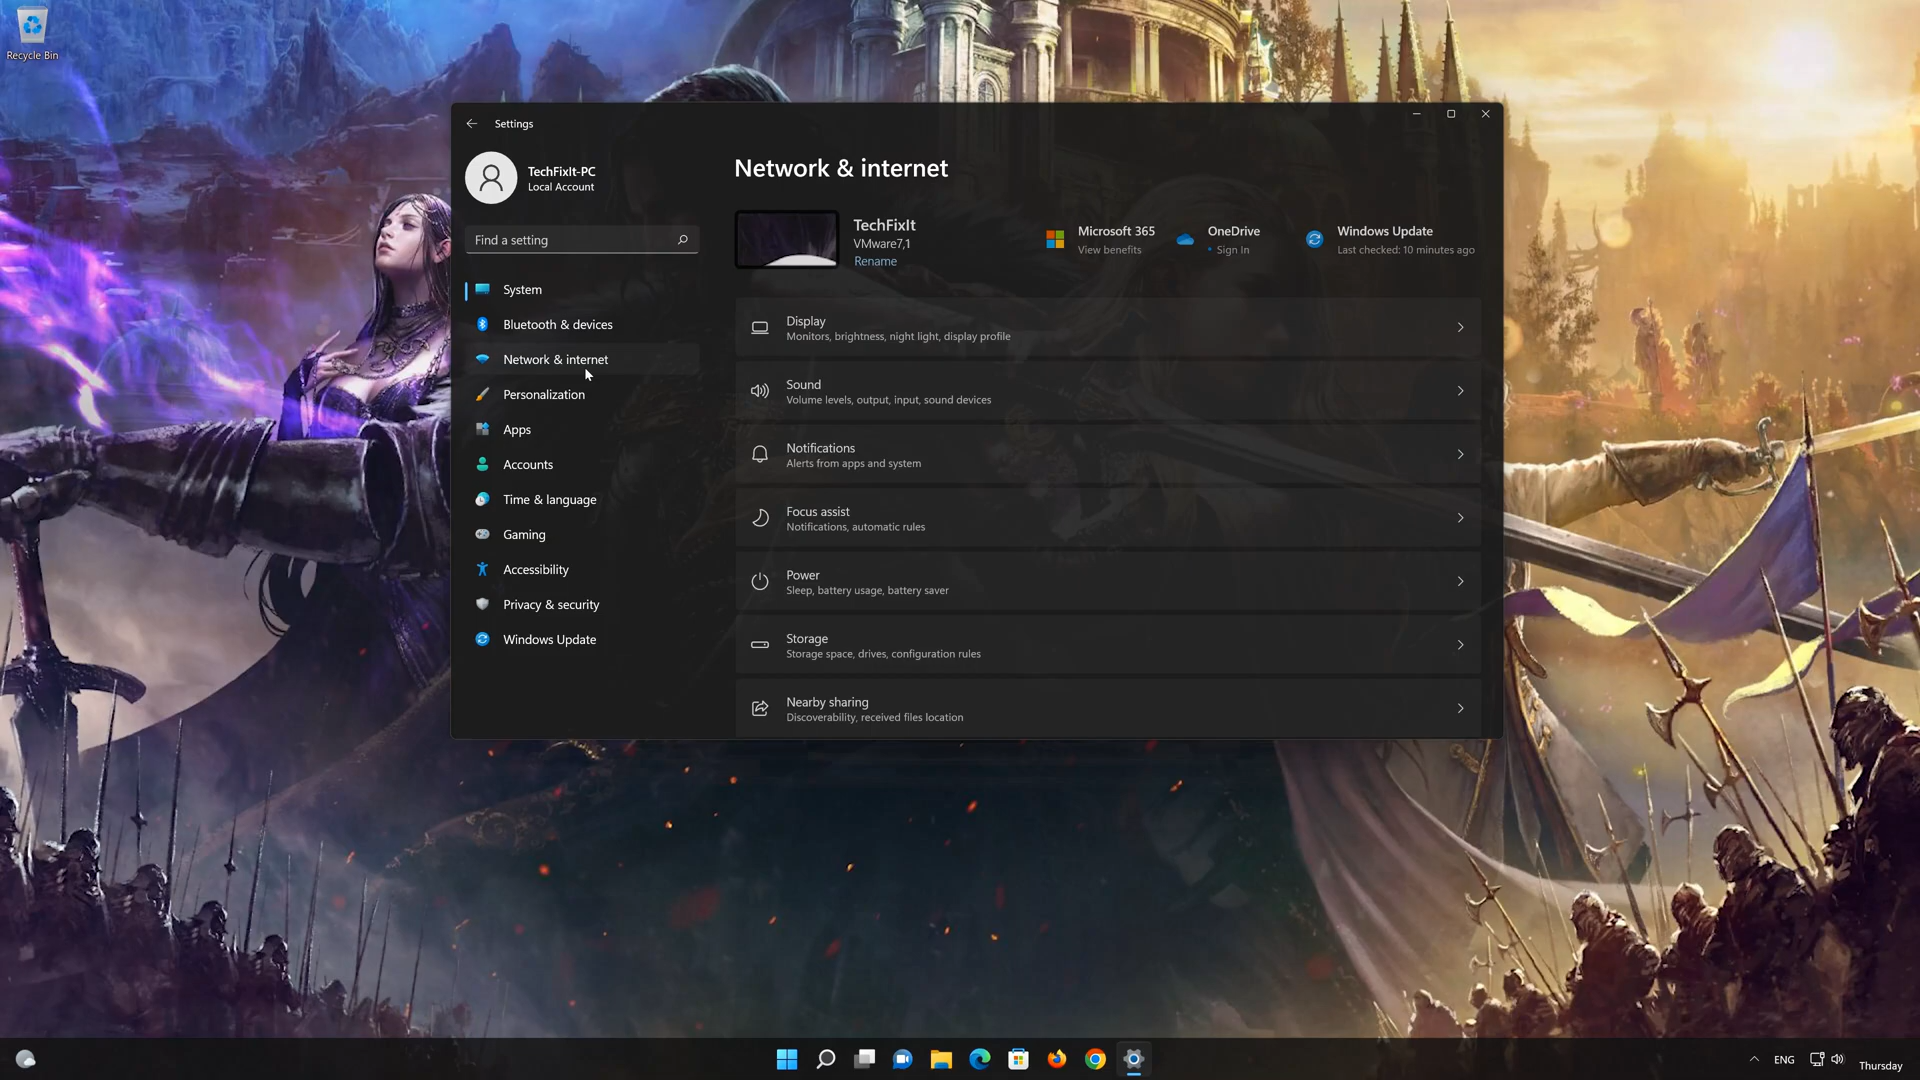 Recycle Bin
Settings
TechFixIt-PC
Local Account
Find a setting
System
Bluetooth & devices
Network & internet
Personalization
Apps
Accounts
Time & language
Gaming
Accessibility
Privacy & security
Windows Update
Network & internet
TechFixIt
VMware7,1
Rename
Microsoft 365
View benefits
OneDrive
• Sign In
Windows Update
Last checked: 10 minutes ago
Display
Monitors, brightness, night light, display profile
Sound
Volume levels, output, input, sound devices
Notifications
Alerts from apps and system
Focus assist
Notifications, automatic rules
Power
Sleep, battery usage, battery saver
Storage
Storage space, drives, configuration rules
Nearby sharing
Discoverability, received files location
ENG
Thursday